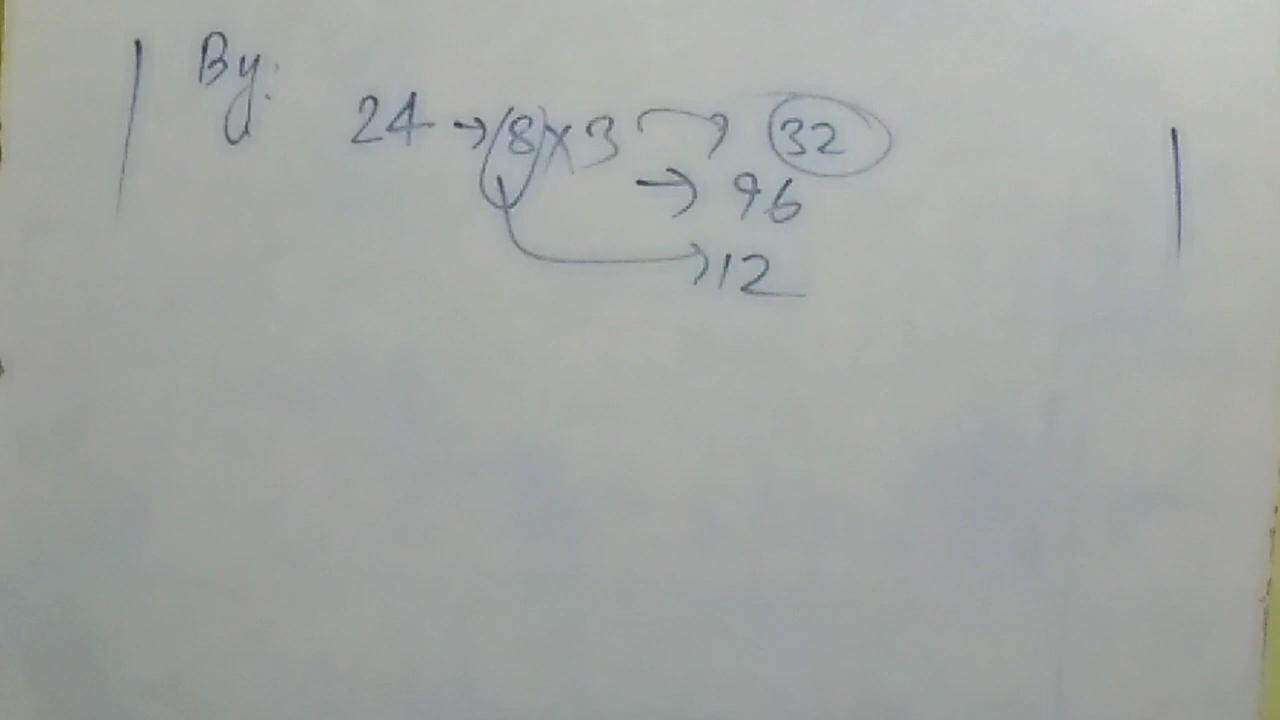 By:
24 → 8 × 3 → 32
→ 96
→ 12